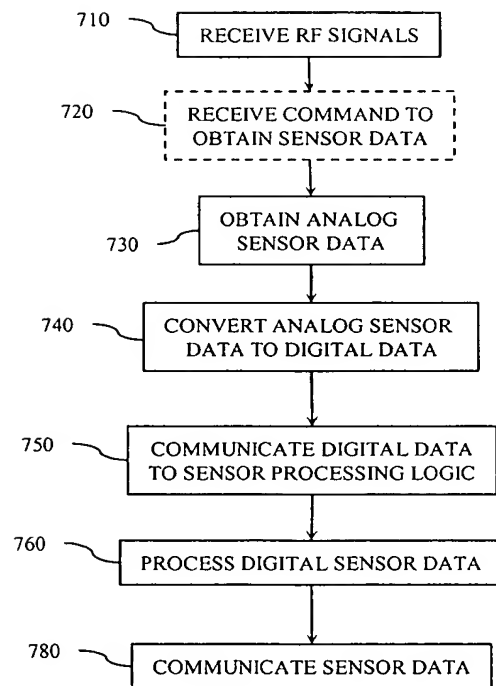 710
RECEIVE RF SIGNALS
720
RECEIVE COMMAND TO
OBTAIN SENSOR DATA
730
OBTAIN ANALOG
SENSOR DATA
740
CONVERT ANALOG SENSOR
DATA TO DIGITAL DATA
750
COMMUNICATE DIGITAL DATA
TO SENSOR PROCESSING LOGIC
760
PROCESS DIGITAL SENSOR DATA
780
COMMUNICATE SENSOR DATA